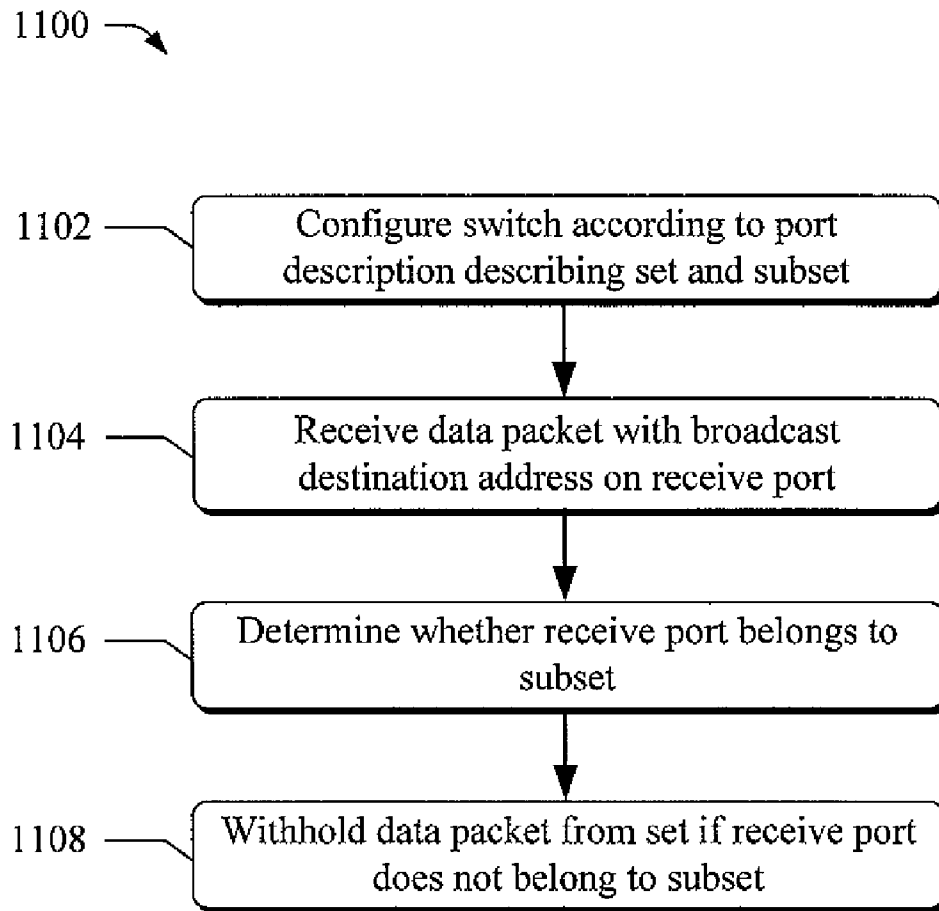 1100
1102
Configure switch according to port
description describing set and subset
1104
Receive data packet with broadcast
destination address on receive port
1106
Determine whether receive port belongs to
subset
1108
Withhold data packet from set if receive port
does not belong to subset